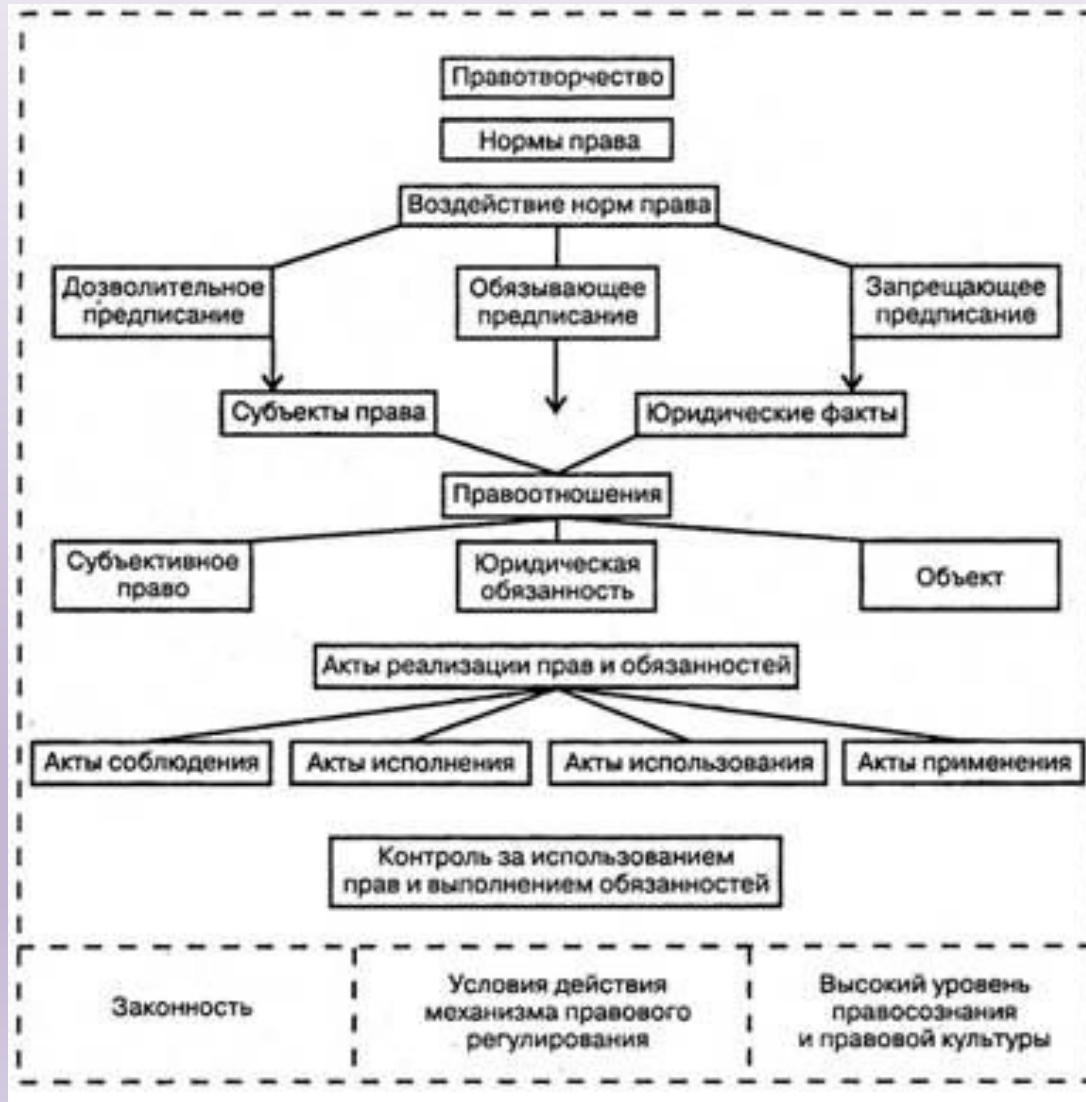 Правотворчество
Нормы права
Воздействие норм права
Дозволительное
предписание
Обязывающее
предписание
Запрещающее
предписание
Субъекты права
Юридические факты
Правоотношения
Субъективное
право
Юридическая
обязанность
Объект
Акты реализации прав и обязанностей
Акты соблюдения
Акты исполнения
Акты использования
Акты применения
Контроль за использованием
прав и выполнением обязанностей
Законность
Условия действия
механизма правового
регулирования
Высокий уровень
правосознания
и правовой культуры